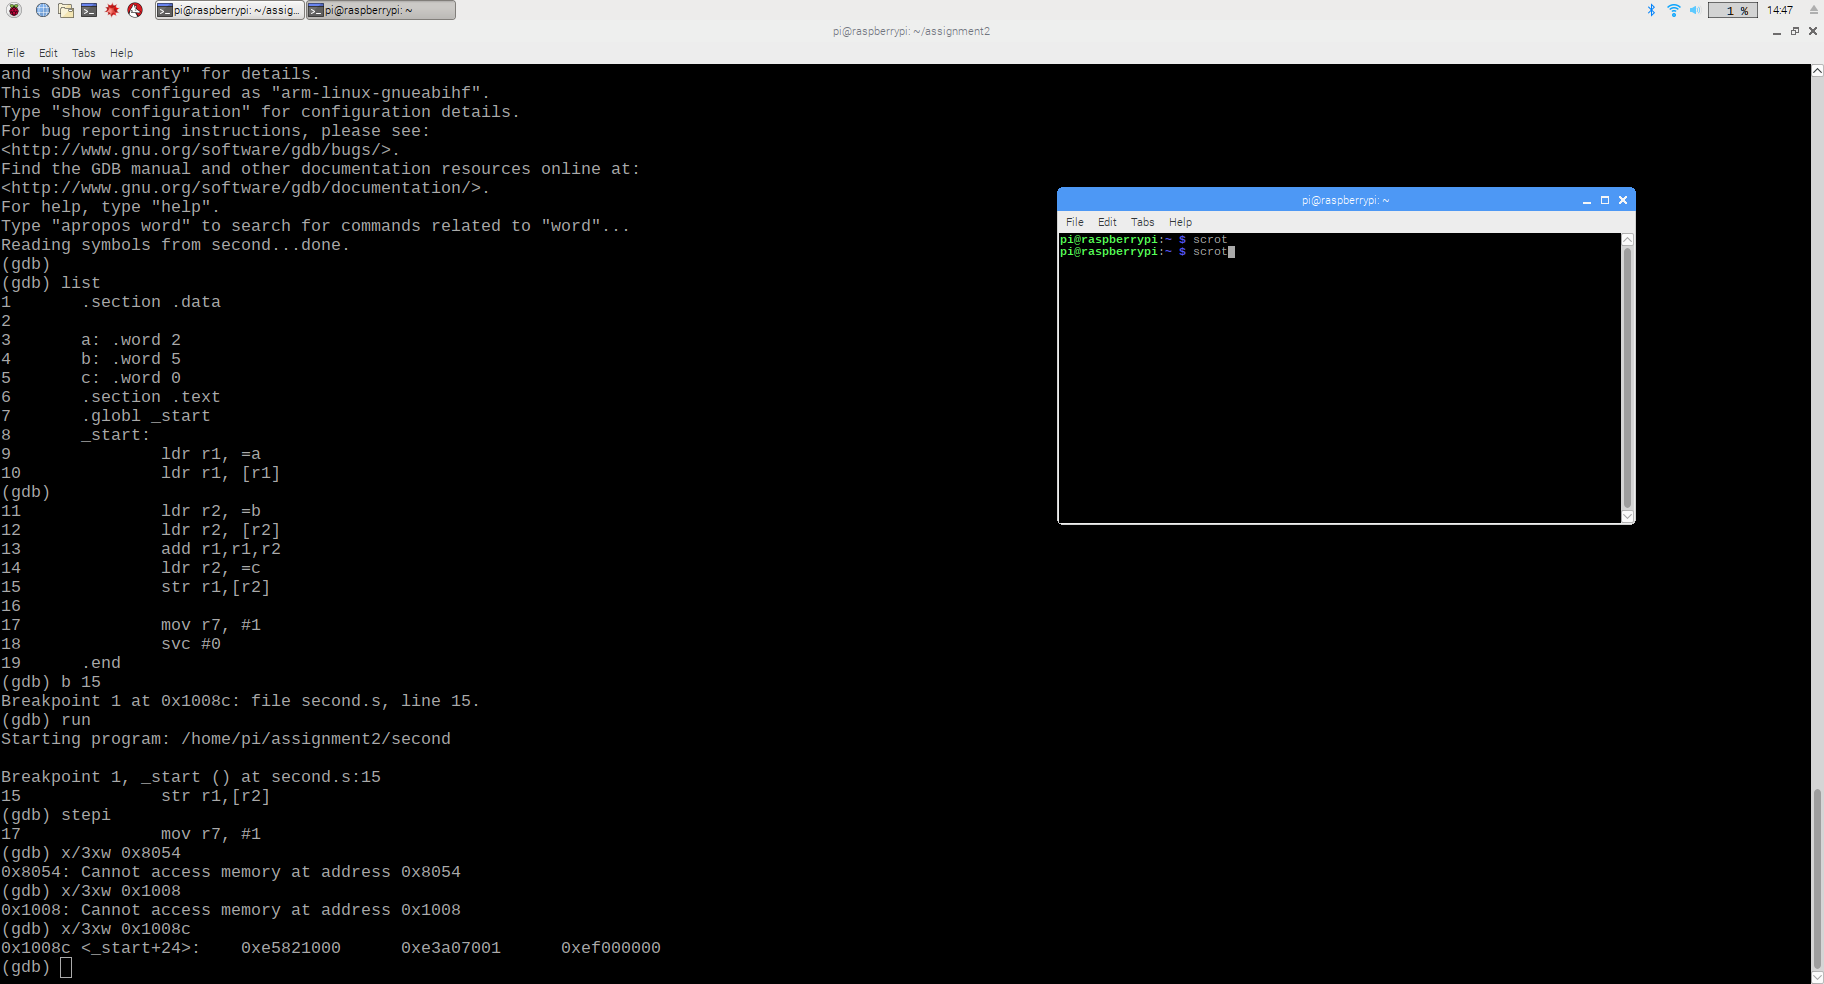 pi@raspberrypi: ~/assig...
pi@raspberrypi: ~
1 %
14:47
pi@raspberrypi: ~/assignment2
File Edit Tabs Help
and "show warranty" for details.
This GDB was configured as "arm-linux-gnueabihf".
Type "show configuration" for configuration details.
For bug reporting instructions, please see:
<http://www.gnu.org/software/gdb/bugs/>.
Find the GDB manual and other documentation resources online at:
<http://www.gnu.org/software/gdb/documentation/>.
For help, type "help".
Type "apropos word" to search for commands related to "word"...
Reading symbols from second...done.
(gdb)
(gdb) list
1       .section .data
2
3       a: .word 2
4       b: .word 5
5       c: .word 0
6       .section .text
7       .globl _start
8       _start:
9               ldr r1, =a
10              ldr r1, [r1]
(gdb)
11              ldr r2, =b
12              ldr r2, [r2]
13              add r1,r1,r2
14              ldr r2, =c
15              str r1,[r2]
16
17              mov r7, #1
18              svc #0
19      .end
(gdb) b 15
Breakpoint 1 at 0x1008c: file second.s, line 15.
(gdb) run
Starting program: /home/pi/assignment2/second
Breakpoint 1, _start () at second.s:15
15              str r1,[r2]
(gdb) stepi
17              mov r7, #1
(gdb) x/3xw 0x8054
0x8054: Cannot access memory at address 0x8054
(gdb) x/3xw 0x1008
0x1008: Cannot access memory at address 0x1008
(gdb) x/3xw 0x1008c
0x1008c <_start+24>:    0xe5821000      0xe3a07001      0xef000000
(gdb)
pi@raspberrypi: ~
File Edit Tabs Help
pi@raspberrypi:~ $ scrot
pi@raspberrypi:~ $ scrot